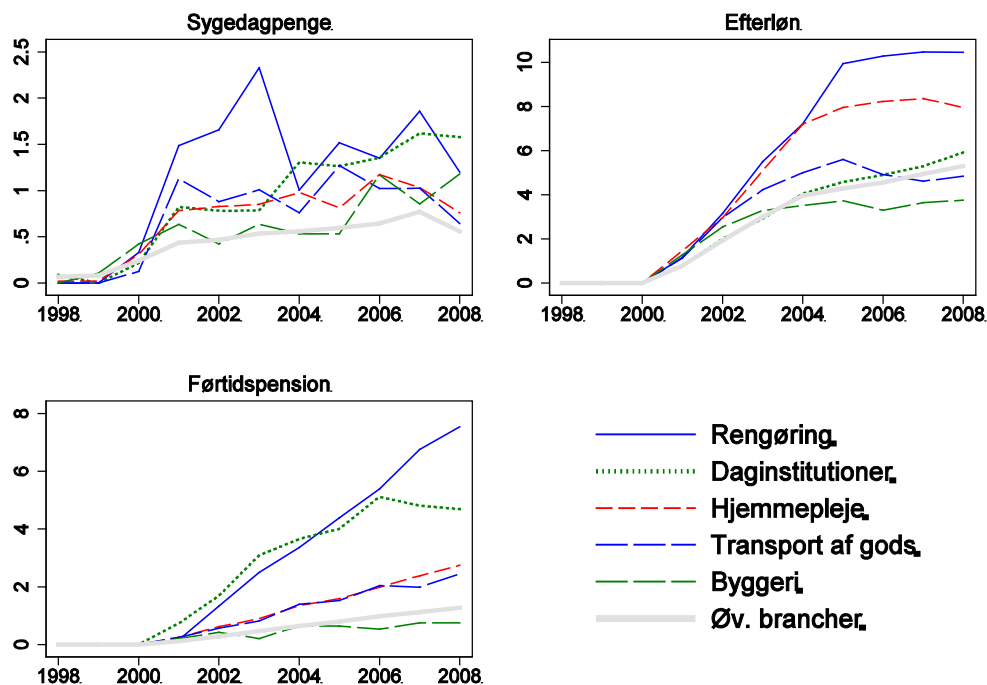 Sygedagpenge.
2.5
2
1.5
1
.5
0
1998. 2000. 2002. 2004. 2006. 2008.
Efterløn.
10
8
6
4
2
0
1998. 2000. 2002. 2004. 2006. 2008.
Førtidspension.
8
6
4
2
0
1998. 2000. 2002. 2004. 2006. 2008.
Rengøring.
Daginstitutioner.
Hjemmepleje.
Transport af gods.
Byggeri.
Øv. brancher.